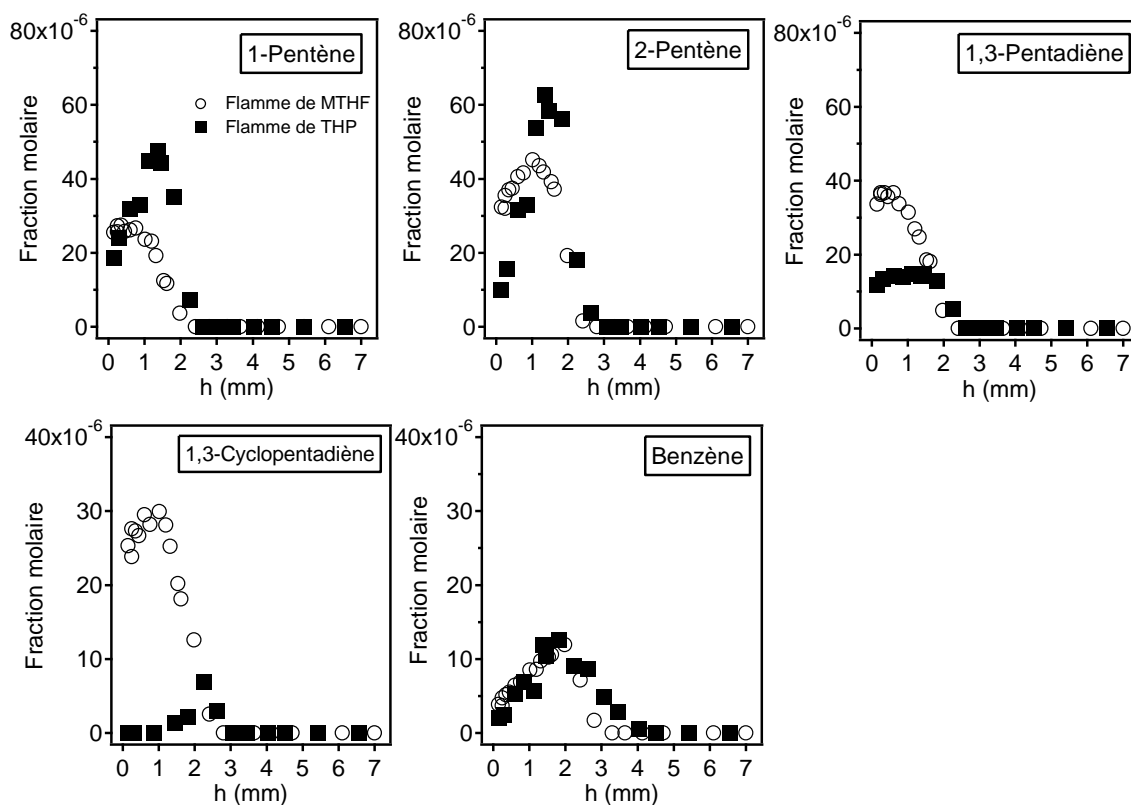 80x10-6
60
40
20
0
Fraction molaire
1-Pentène
Flamme de MTHF
Flamme de THP
0 1 2 3 4 5 6 7
h (mm)
80x10-6
60
40
20
0
Fraction molaire
2-Pentène
0 1 2 3 4 5 6 7
h (mm)
80x10-6
60
40
20
0
Fraction molaire
1,3-Pentadiène
0 1 2 3 4 5 6 7
h (mm)
40x10-6
30
20
10
0
Fraction molaire
1,3-Cyclopentadiène
0 1 2 3 4 5 6 7
h (mm)
40x10-6
30
20
10
0
Fraction molaire
Benzène
0 1 2 3 4 5 6 7
h (mm)